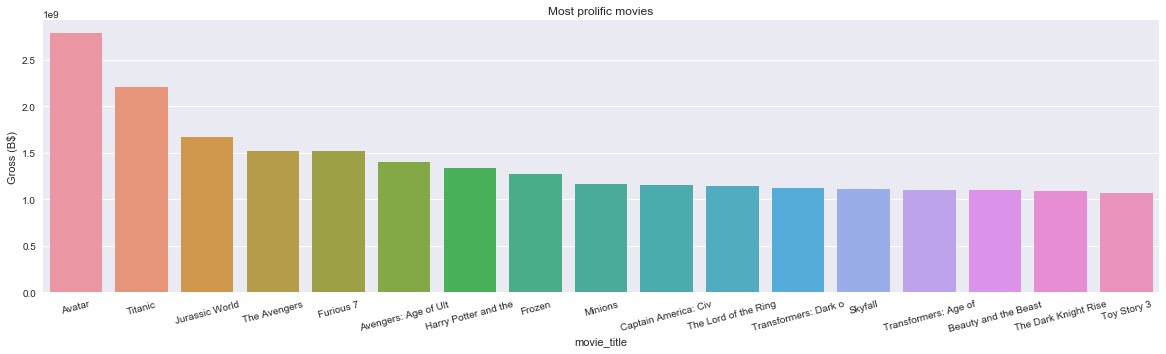 Most prolific movies
1e9
Gross (B$)
2.5
2.0
1.5
1.0
0.5
0.0
Avatar
Titanic
Jurassic World
The Avengers
Furious 7
Avengers: Age of Ult
Harry Potter and the
Frozen
Minions
Captain America: Civ
The Lord of the Ring
Transformers: Dark o
Skyfall
Transformers: Age of
Beauty and the Beast
The Dark Knight Rise
Toy Story 3
movie_title